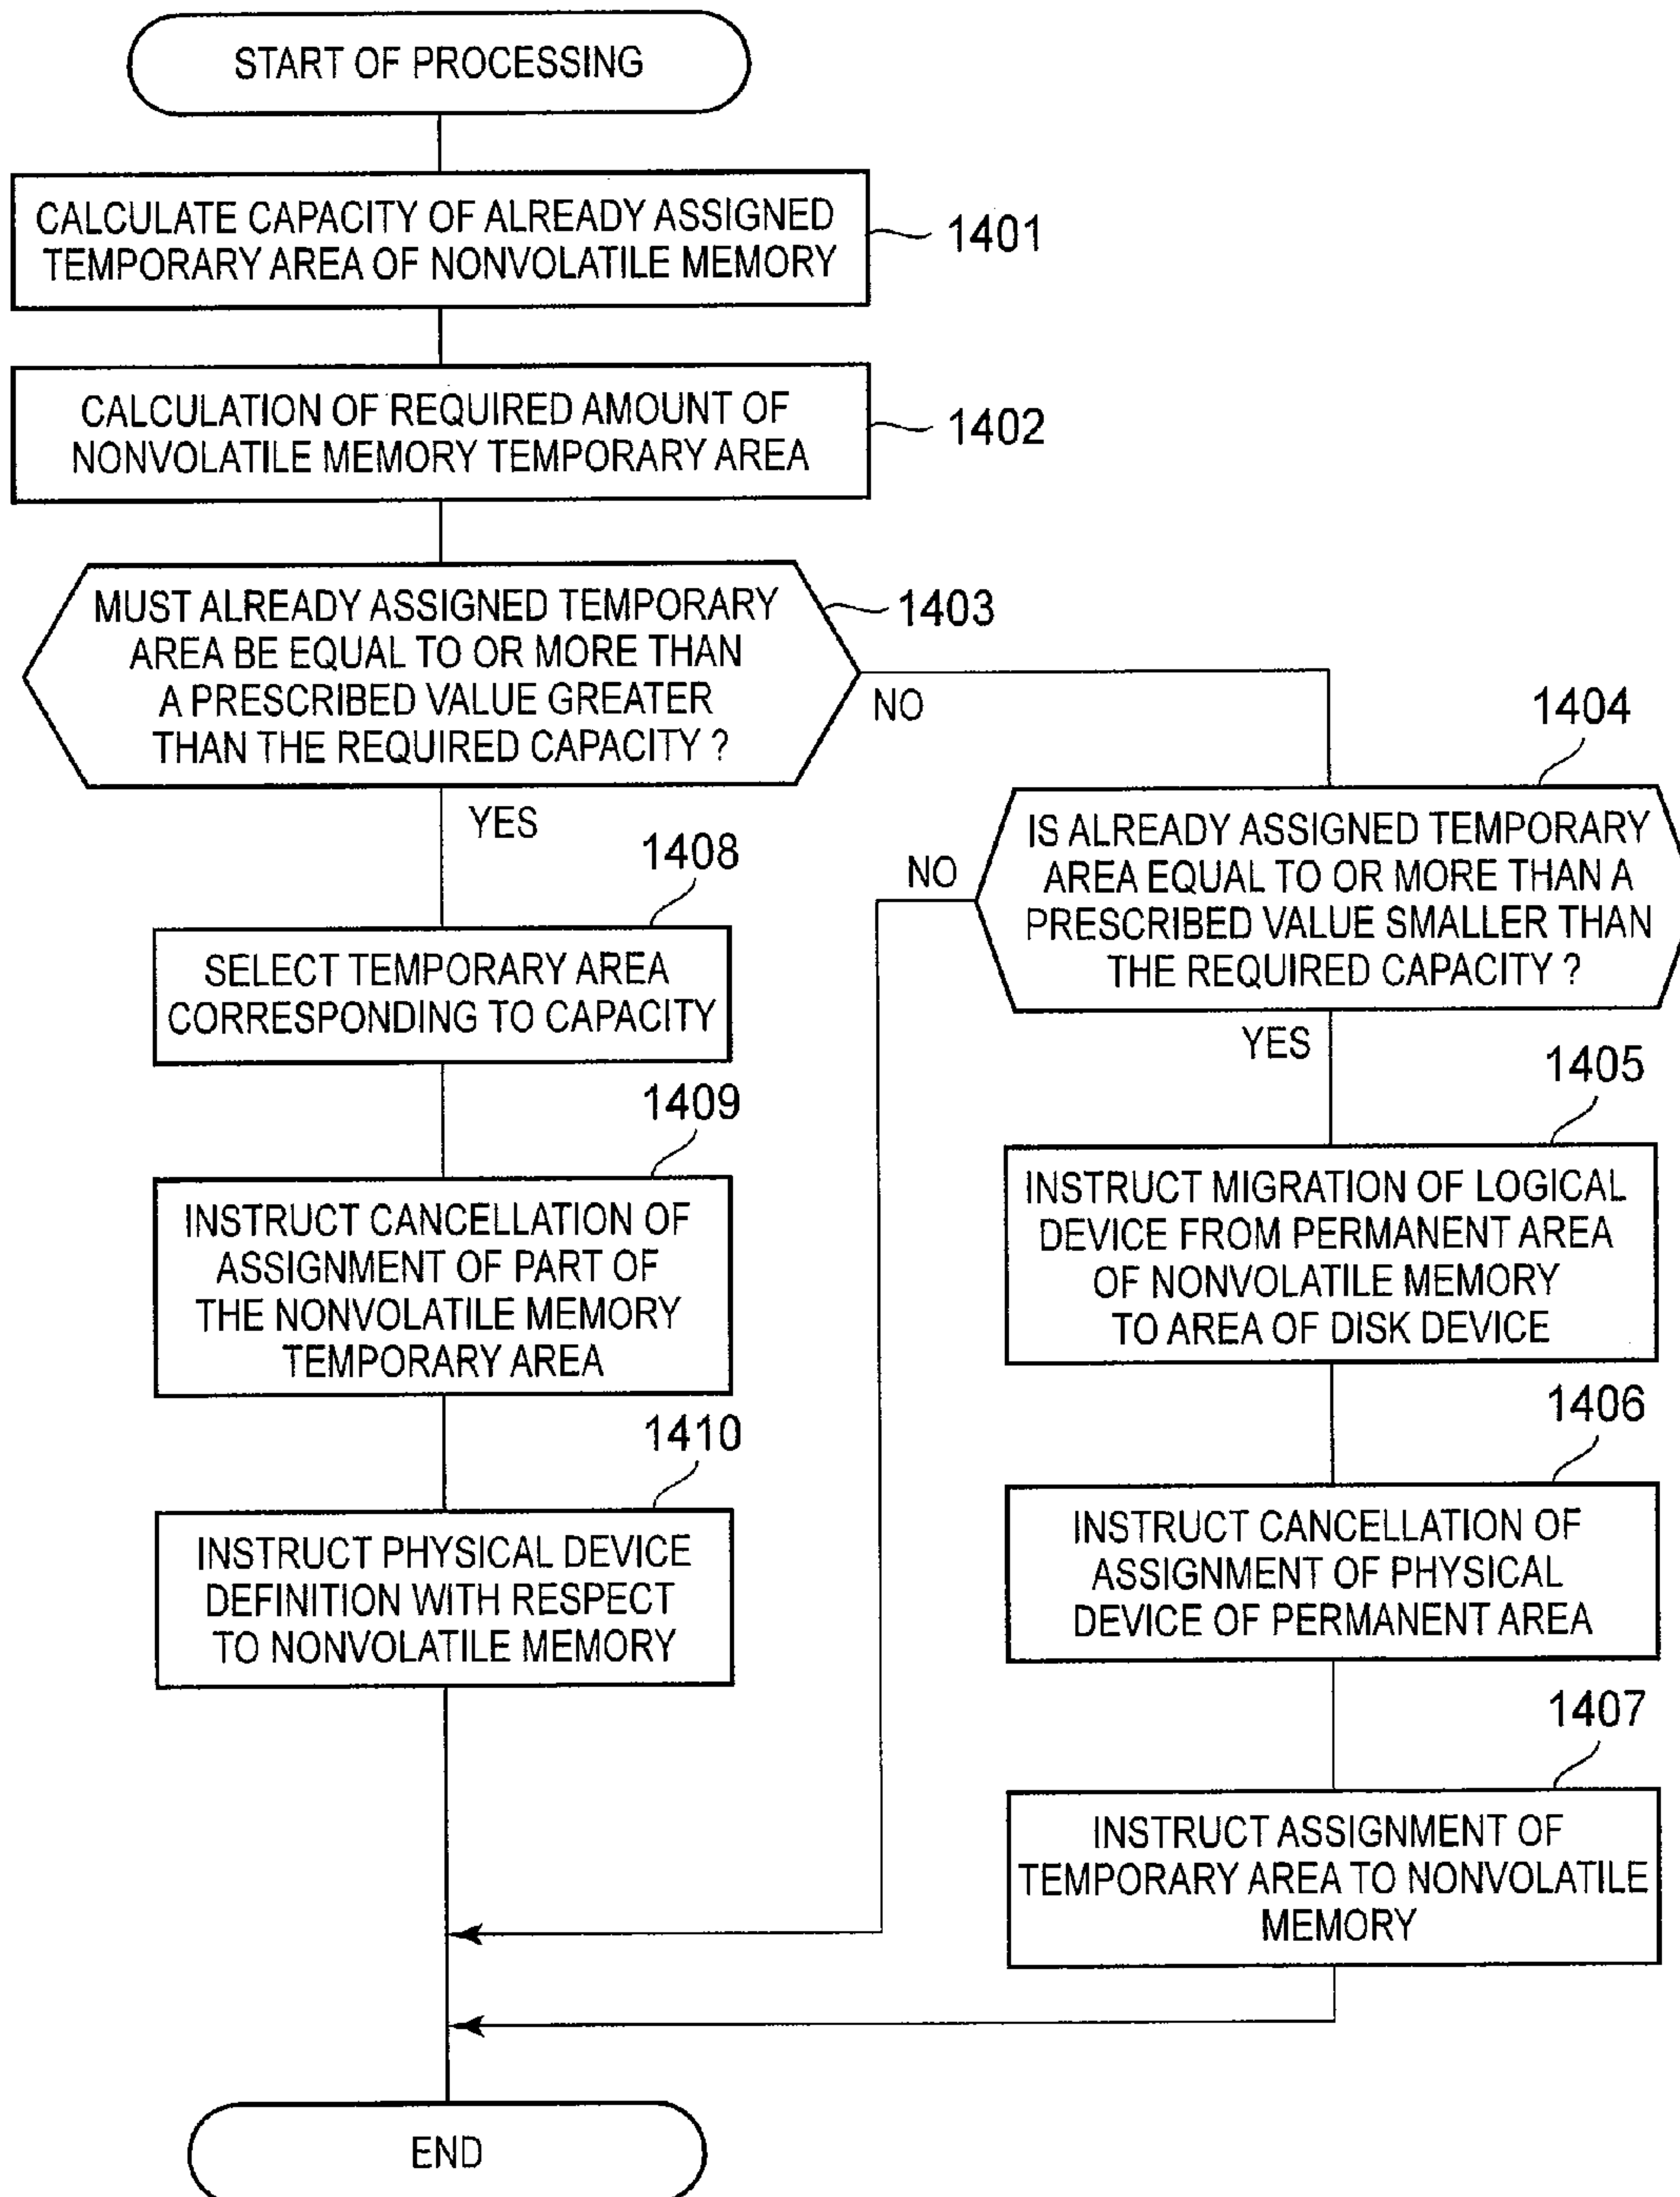 START OF PROCESSING
CALCULATE CAPACITY OF ALREADY ASSIGNED
TEMPORARY AREA OF NONVOLATILE MEMORY
1401
CALCULATION OF REQUIRED AMOUNT OF
NONVOLATILE MEMORY TEMPORARY AREA
1402
MUST ALREADY ASSIGNED TEMPORARY
AREA BE EQUAL TO OR MORE THAN
A PRESCRIBED VALUE GREATER
THAN THE REQUIRED CAPACITY ?
1403
NO
YES
1404
IS ALREADY ASSIGNED TEMPORARY
AREA EQUAL TO OR MORE THAN A
PRESCRIBED VALUE SMALLER THAN
THE REQUIRED CAPACITY ?
NO
YES
1408
SELECT TEMPORARY AREA
CORRESPONDING TO CAPACITY
1409
INSTRUCT CANCELLATION OF
ASSIGNMENT OF PART OF
THE NONVOLATILE MEMORY
TEMPORARY AREA
1410
INSTRUCT PHYSICAL DEVICE
DEFINITION WITH RESPECT
TO NONVOLATILE MEMORY
1405
INSTRUCT MIGRATION OF LOGICAL
DEVICE FROM PERMANENT AREA
OF NONVOLATILE MEMORY
TO AREA OF DISK DEVICE
1406
INSTRUCT CANCELLATION OF
ASSIGNMENT OF PHYSICAL
DEVICE OF PERMANENT AREA
1407
INSTRUCT ASSIGNMENT OF
TEMPORARY AREA TO NONVOLATILE
MEMORY
END